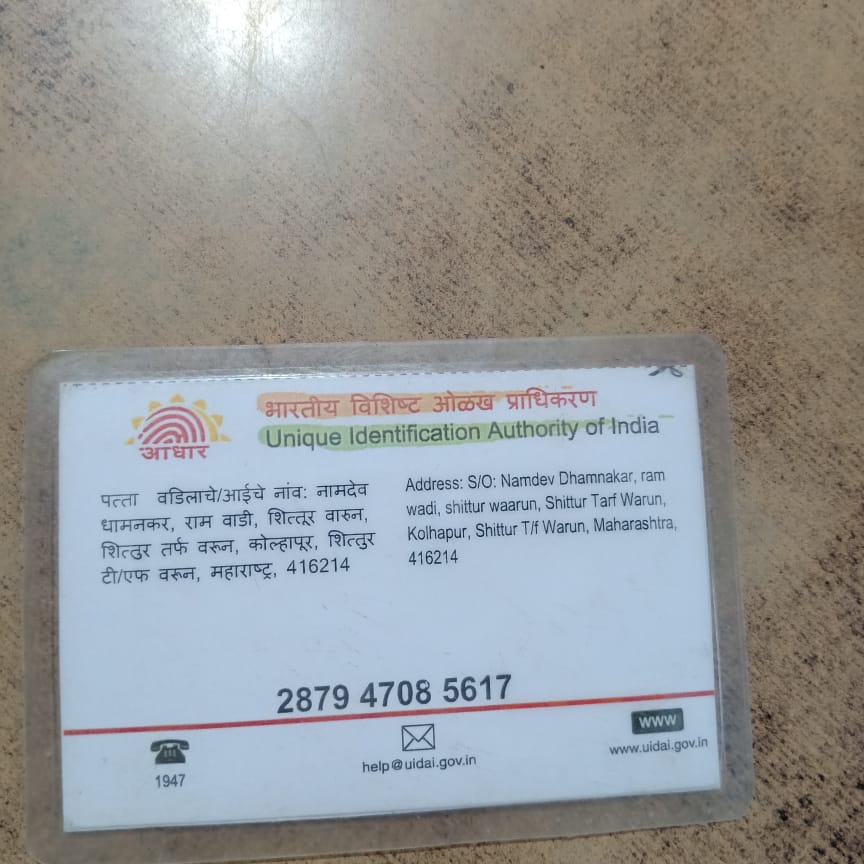 भारतीय विशिष्ट ओळख प्राधिकरण
Unique Identification Authority of India
आधार
पत्ता वडिलाचे/आईचे नांव: नामदेव
धामनकर, राम वाडी, शित्तूर वारुन,
शित्तुर तर्फ वरून, कोल्हापूर, शित्तुर
टी/एफ वरून, महाराष्ट्र, 416214
Address: S/O: Namdev Dhamnakar, ram
wadi, shittur waarun, Shittur Tarf Warun,
Kolhapur, Shittur T/f Warun, Maharashtra,
416214
2879 4708 5617
1947
help@uidai.gov.in
WWW
www.uidai.gov.in